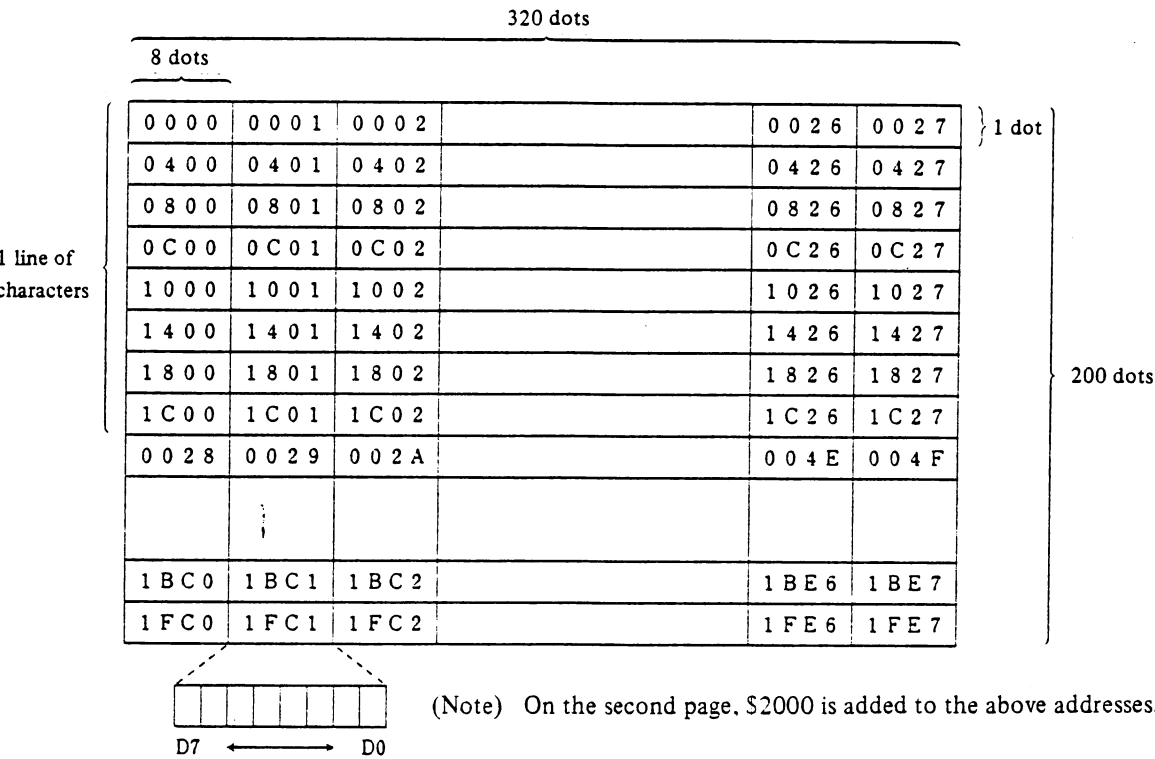 320 dots
8 dots
0000 0001 0002 0026 0027 1 dot
0400 0401 0402 0426 0427
0800 0801 0802 0826 0827
0C00 0C01 0C02 0C26 0C27
1 line of
characters
1000 1001 1002 1026 1027
1400 1401 1402 1426 1427
1800 1801 1802 1826 1827
200 dots
1C00 1C01 1C02 1C26 1C27
0028 0029 002A 004E 004F
1BC0 1BC1 1BC2 1BE6 1BE7
1FC0 1FC1 1FC2 1FE6 1FE7
(Note) On the second page, $2000 is added to the above addresses.
D7 D0